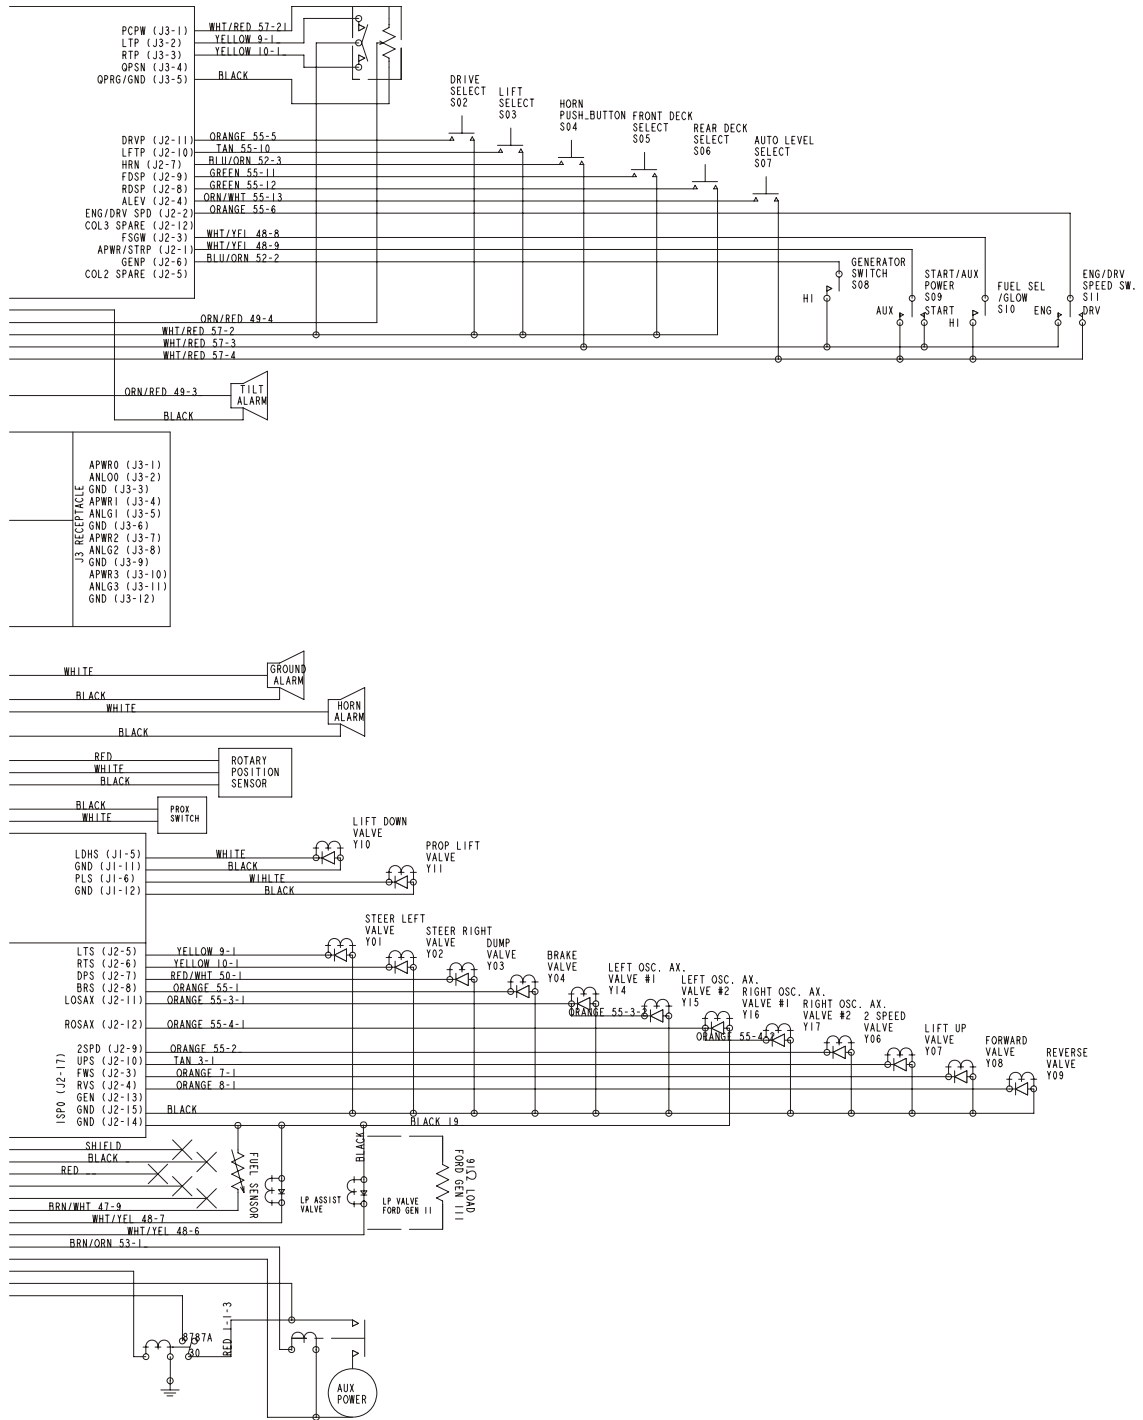 PCPW (J3-1) WHT/RED 57-21
LTP (J3-2) YELLOW 9-1
RTP (J3-3) YELLOW 10-1
QPSN (J3-4)
QPRG/GND (J3-5) BLACK
DRIVE
SELECT
S02
LIFT
SELECT
S03
HORN
PUSH_BUTTON
S04
FRONT DECK
SELECT
S05
REAR DECK
SELECT
S06
AUTO LEVEL
SELECT
S07
DRVP (J2-11) ORANGE 55-5
LFTP (J2-10) TAN 55-10
HRN (J2-7) BLU/ORN 52-3
FDSP (J2-9) GREEN 55-11
RDSP (J2-8) GREEN 55-12
ALEV (J2-4) ORN/WHT 55-13
ENG/DRV SPD (J2-2) ORANGE 55-6
COL3 SPARE (J2-12)
FSGW (J2-3) WHT/YEL 48-8
APWR/STRP (J2-1) WHT/YEL 48-9
GENP (J2-6) BLU/ORN 52-2
COL2 SPARE (J2-5)
GENERATOR
SWITCH
S08
HI
START/AUX
POWER
S09
AUX START
FUEL SEL
/GLOW
S10
HI
ENG/DRV
SPEED SW.
S11
ENG DRV
ORN/RED 49-4
WHT/RED 57-2
WHT/RED 57-3
WHT/RED 57-4
ORN/RED 49-3
TILT
ALARM
BLACK
J3 RECEPTACLE
APWR0 (J3-1)
ANLO0 (J3-2)
GND (J3-3)
APWR1 (J3-4)
ANLG1 (J3-5)
GND (J3-6)
APWR2 (J3-7)
ANLG2 (J3-8)
GND (J3-9)
APWR3 (J3-10)
ANLG3 (J3-11)
GND (J3-12)
WHITE
GROUND
ALARM
BLACK
WHITE
HORN
ALARM
BLACK
RED
WHITE
BLACK
ROTARY
POSITION
SENSOR
BLACK
WHITE
PROX
SWITCH
LIFT DOWN
VALVE
Y10
PROP LIFT
VALVE
Y11
LDHS (J1-5) WHITE
GND (J1-11) BLACK
PLS (J1-6) WIHLTE
GND (J1-12) BLACK
STEER LEFT
VALVE
Y01
STEER RIGHT
VALVE
Y02
DUMP
VALVE
Y03
BRAKE
VALVE
Y04
LEFT OSC. AX.
VALVE #1
Y14
LEFT OSC. AX.
VALVE #2
Y15
RIGHT OSC. AX.
VALVE #1
Y16
RIGHT OSC. AX.
VALVE #2
Y17
2 SPEED
VALVE
Y06
LIFT UP
VALVE
Y07
FORWARD
VALVE
Y08
REVERSE
VALVE
Y09
LTS (J2-5) YELLOW 9-1
RTS (J2-6) YELLOW 10-1
DPS (J2-7) RED/WHT 50-1
BRS (J2-8) ORANGE 55-1
LOSAX (J2-11) ORANGE 55-3-1
ORANGE 55-3-2
ROSAX (J2-12) ORANGE 55-4-1
ORANGE 55-4-2
2SPD (J2-9) ORANGE 55-2
UPS (J2-10) TAN 3-1
FWS (J2-3) ORANGE 7-1
RVS (J2-4) ORANGE 8-1
GEN (J2-13)
GND (J2-15) BLACK
GND (J2-14) BLACK 19
ISP0 (J2-17)
SHIELD
BLACK
RED
BRN/WHT 47-9
WHT/YEL 48-7
WHT/YEL 48-6
BRN/ORN 53-1
FUEL SENSOR
LP ASSIST
VALVE
BLACK
LP VALVE
FORD GEN II
91Ω LOAD
FORD GEN III
8787A
30
RED 1-1-3
AUX
POWER